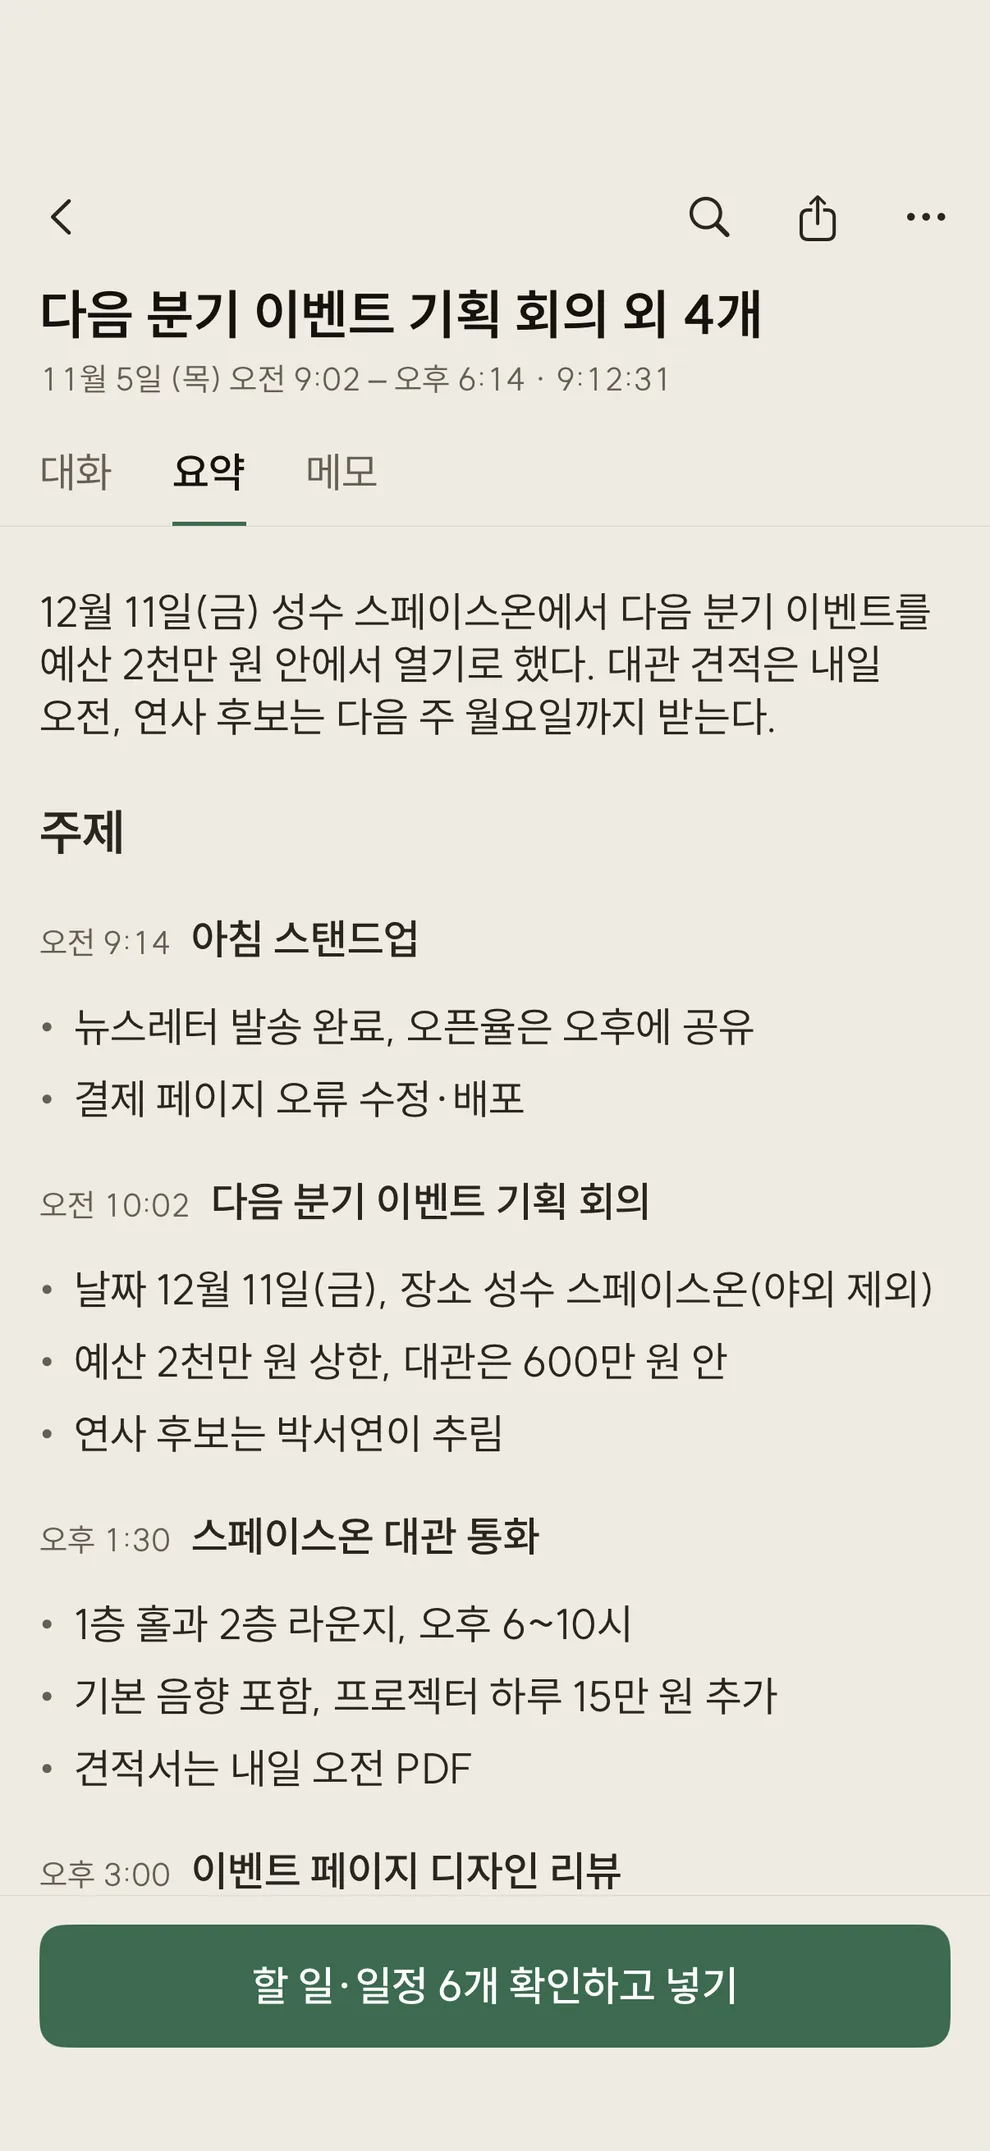 다음 분기 이벤트 기획 회의 외 4개
11월 5일 (목) 오전 9:02 – 오후 6:14 · 9:12:31
대화 요약 메모
12월 11일(금) 성수 스페이스온에서 다음 분기 이벤트를
예산 2천만 원 안에서 열기로 했다. 대관 견적은 내일
오전, 연사 후보는 다음 주 월요일까지 받는다.
주제
오전 9:14 아침 스탠드업
• 뉴스레터 발송 완료, 오픈율은 오후에 공유
• 결제 페이지 오류 수정·배포
오전 10:02 다음 분기 이벤트 기획 회의
• 날짜 12월 11일(금), 장소 성수 스페이스온(야외 제외)
• 예산 2천만 원 상한, 대관은 600만 원 안
• 연사 후보는 박서연이 추림
오후 1:30 스페이스온 대관 통화
• 1층 홀과 2층 라운지, 오후 6~10시
• 기본 음향 포함, 프로젝터 하루 15만 원 추가
• 견적서는 내일 오전 PDF
오후 3:00 이벤트 페이지 디자인 리뷰
할 일·일정 6개 확인하고 넣기